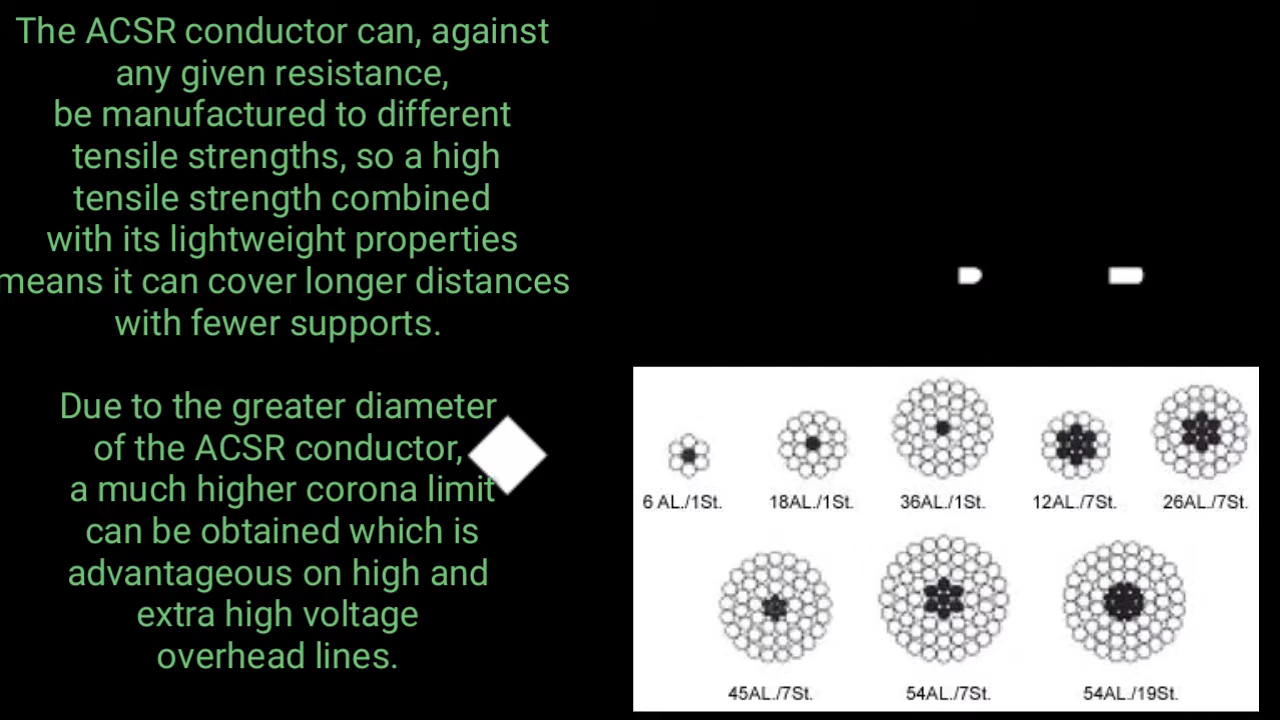 The ACSR conductor can, against
any given resistance,
be manufactured to different
tensile strengths, so a high
tensile strength combined
with its lightweight properties
means it can cover longer distances
with fewer supports.
Due to the greater diameter
of the ACSR conductor,
a much higher corona limit
can be obtained which is
advantageous on high and
extra high voltage
overhead lines.
6 AL./1St. 18AL./1St. 36AL./1St. 12AL./7St. 26AL./7St.
45AL./7St. 54AL./7St. 54AL./19St.